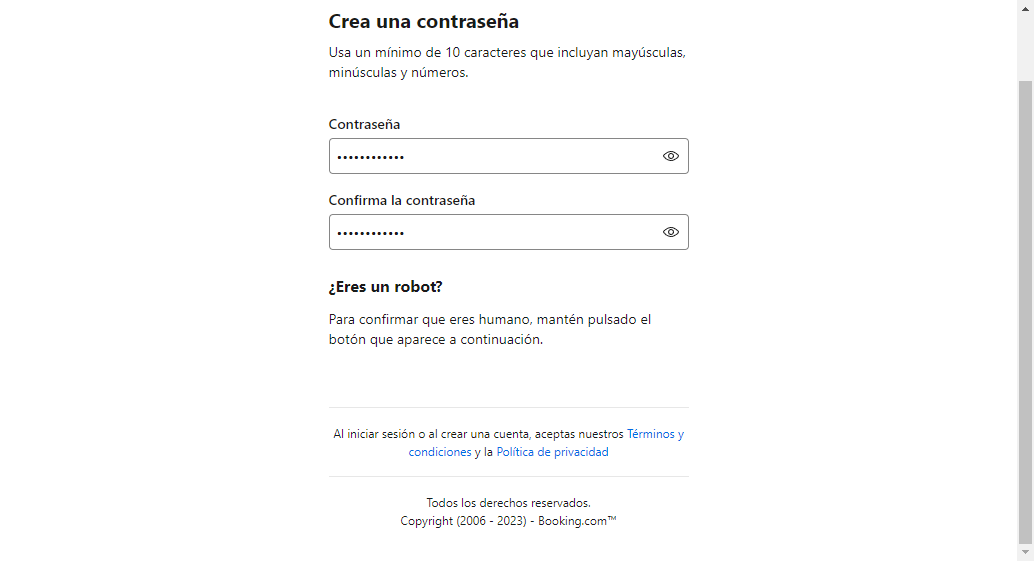 Crea una contraseña
Usa un mínimo de 10 caracteres que incluyan mayúsculas,
minúsculas y números.
Contraseña
••••••••••••
Confirma la contraseña
••••••••••••
¿Eres un robot?
Para confirmar que eres humano, mantén pulsado el
botón que aparece a continuación.
Al iniciar sesión o al crear una cuenta, aceptas nuestros Términos y
condiciones y la Política de privacidad
Todos los derechos reservados.
Copyright (2006 - 2023) - Booking.com™